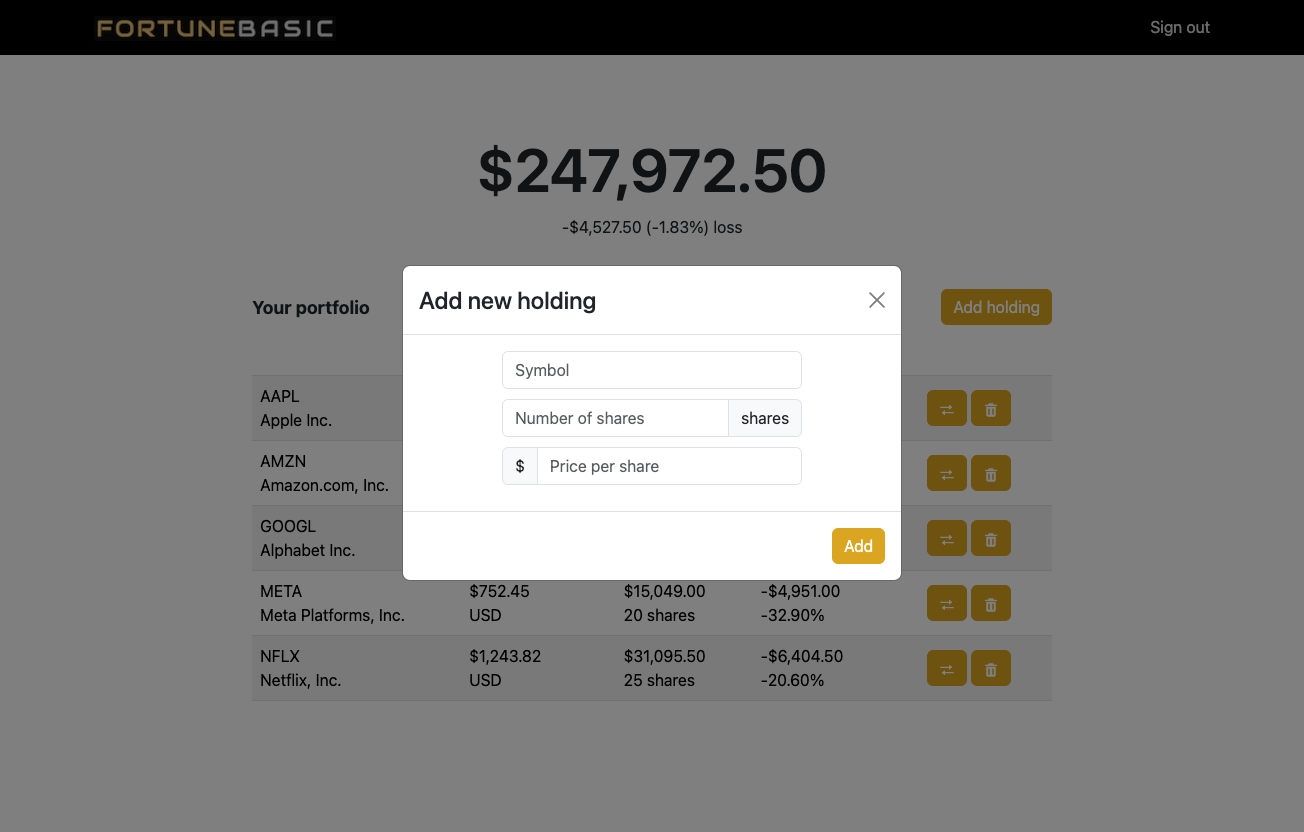 FORTUNEBASIC
Sign out
$247,972.50
-$4,527.50 (-1.83%) loss
Your portfolio
Add holding
Add new holding
Symbol
Number of shares
shares
$
Price per share
Add
AAPL
Apple Inc.
AMZN
Amazon.com, Inc.
GOOGL
Alphabet Inc.
META $752.45 $15,049.00 -$4,951.00
Meta Platforms, Inc. USD 20 shares -32.90%
NFLX $1,243.82 $31,095.50 -$6,404.50
Netflix, Inc. USD 25 shares -20.60%